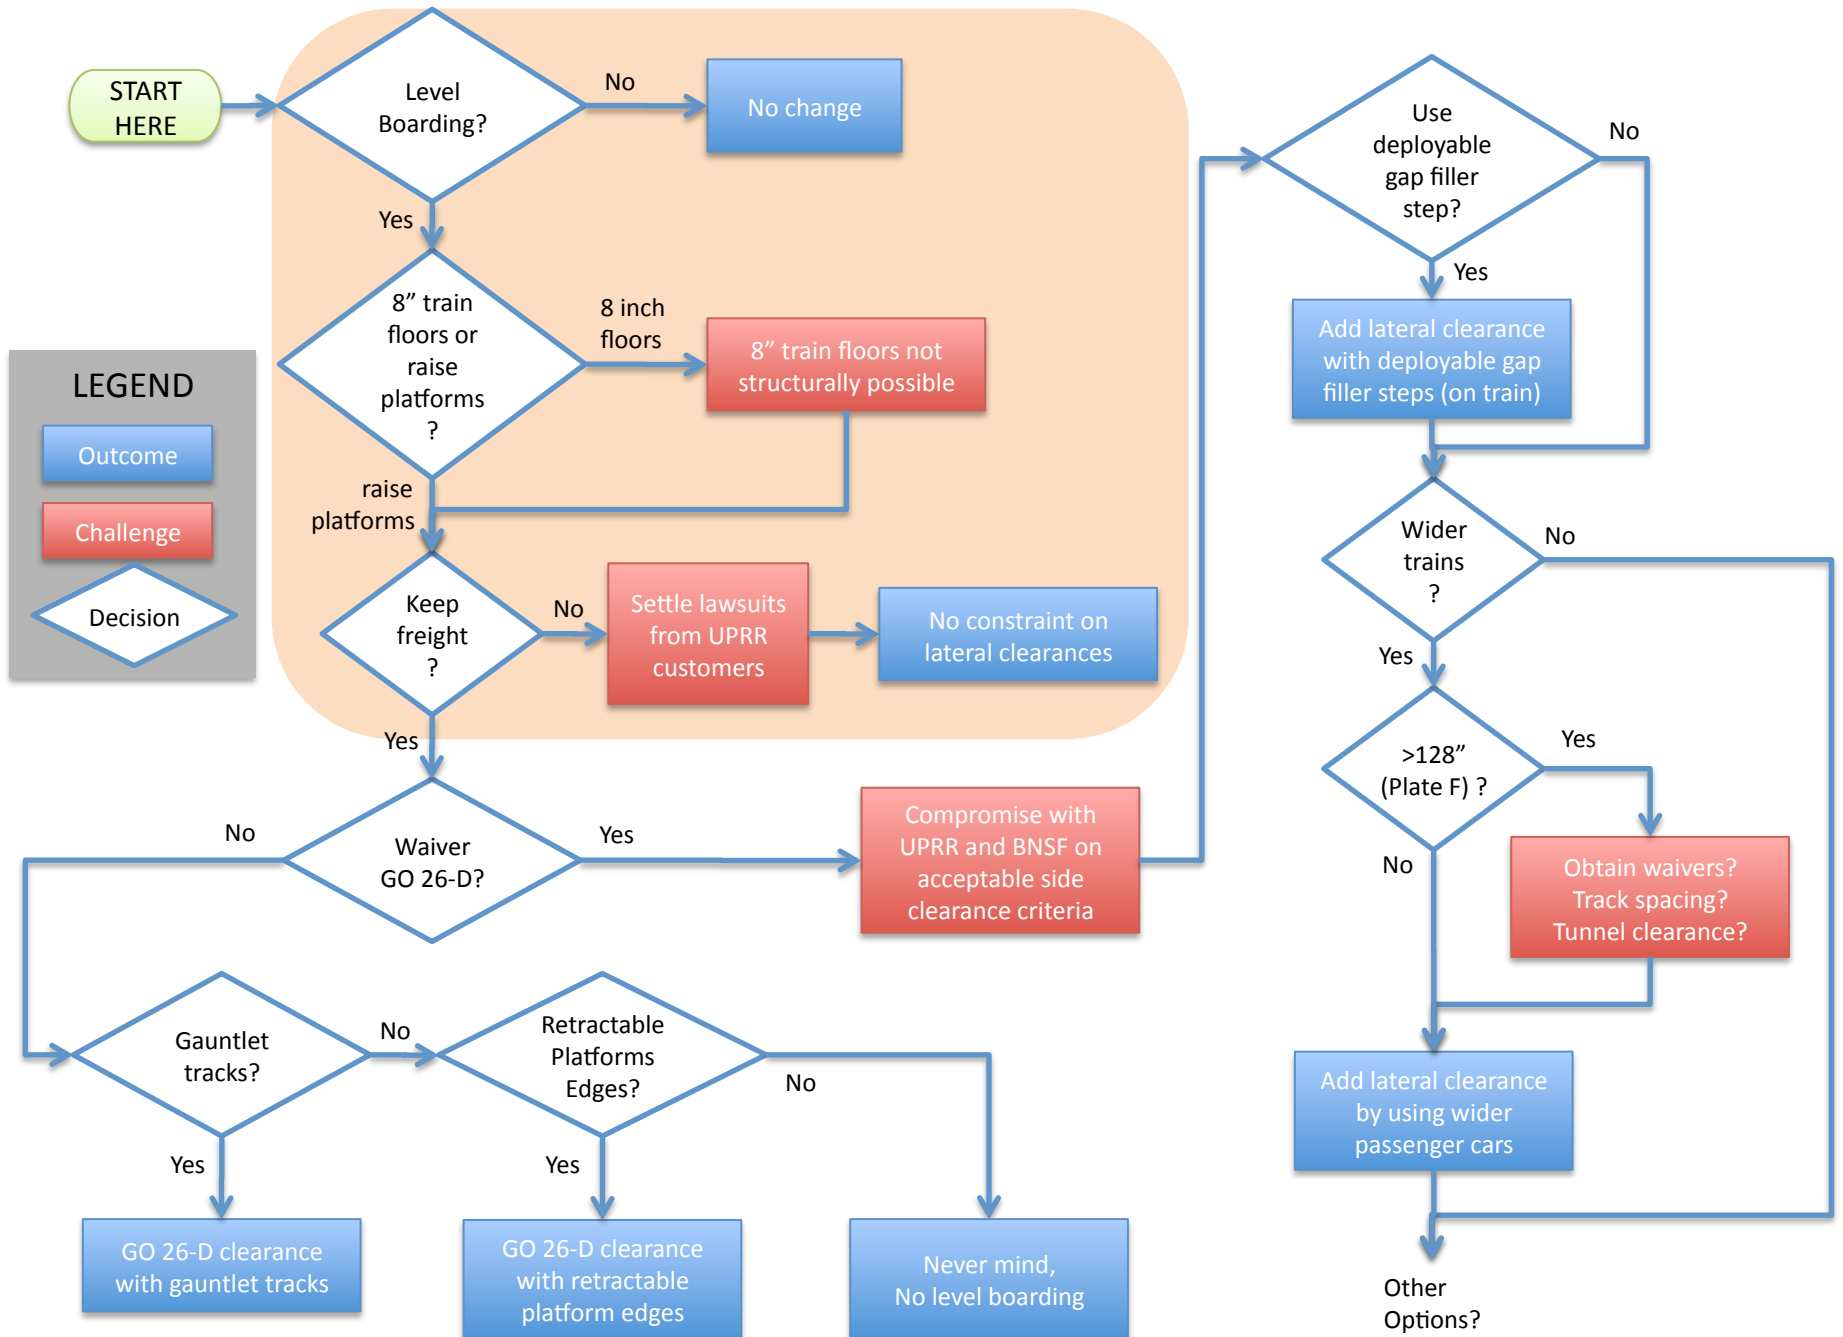 START
HERE
Level
Boarding?
No
No change
Yes
8” train
floors or
raise
platforms
?
8 inch
floors
8” train floors not
structurally possible
raise
platforms
Keep
freight
?
No
Settle lawsuits
from UPRR
customers
No constraint on
lateral clearances
Yes
LEGEND
Outcome
Challenge
Decision
Waiver
GO 26-D?
No
Yes
Compromise with
UPRR and BNSF on
acceptable side
clearance criteria
Gauntlet
tracks?
No
Retractable
Platforms
Edges?
No
Yes
Yes
GO 26-D clearance
with gauntlet tracks
GO 26-D clearance
with retractable
platform edges
Never mind,
No level boarding
Use
deployable
gap filler
step?
No
Yes
Add lateral clearance
with deployable gap
filler steps (on train)
Wider
trains
?
No
Yes
>128”
(Plate F) ?
Yes
No
Obtain waivers?
Track spacing?
Tunnel clearance?
Add lateral clearance
by using wider
passenger cars
Other
Options?